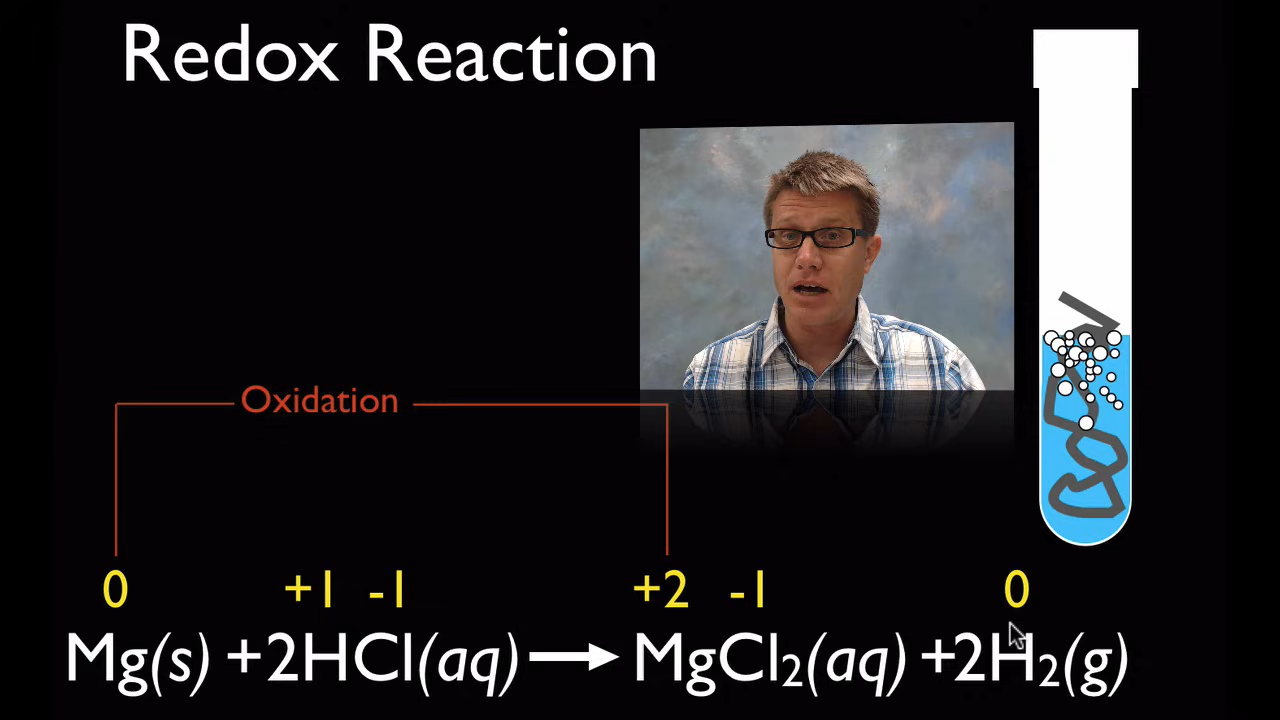 Redox Reaction
Oxidation
0 +1 -1 +2 -1 0
Mg(s) +2HCl(aq) → MgCl₂(aq) +2H₂(g)